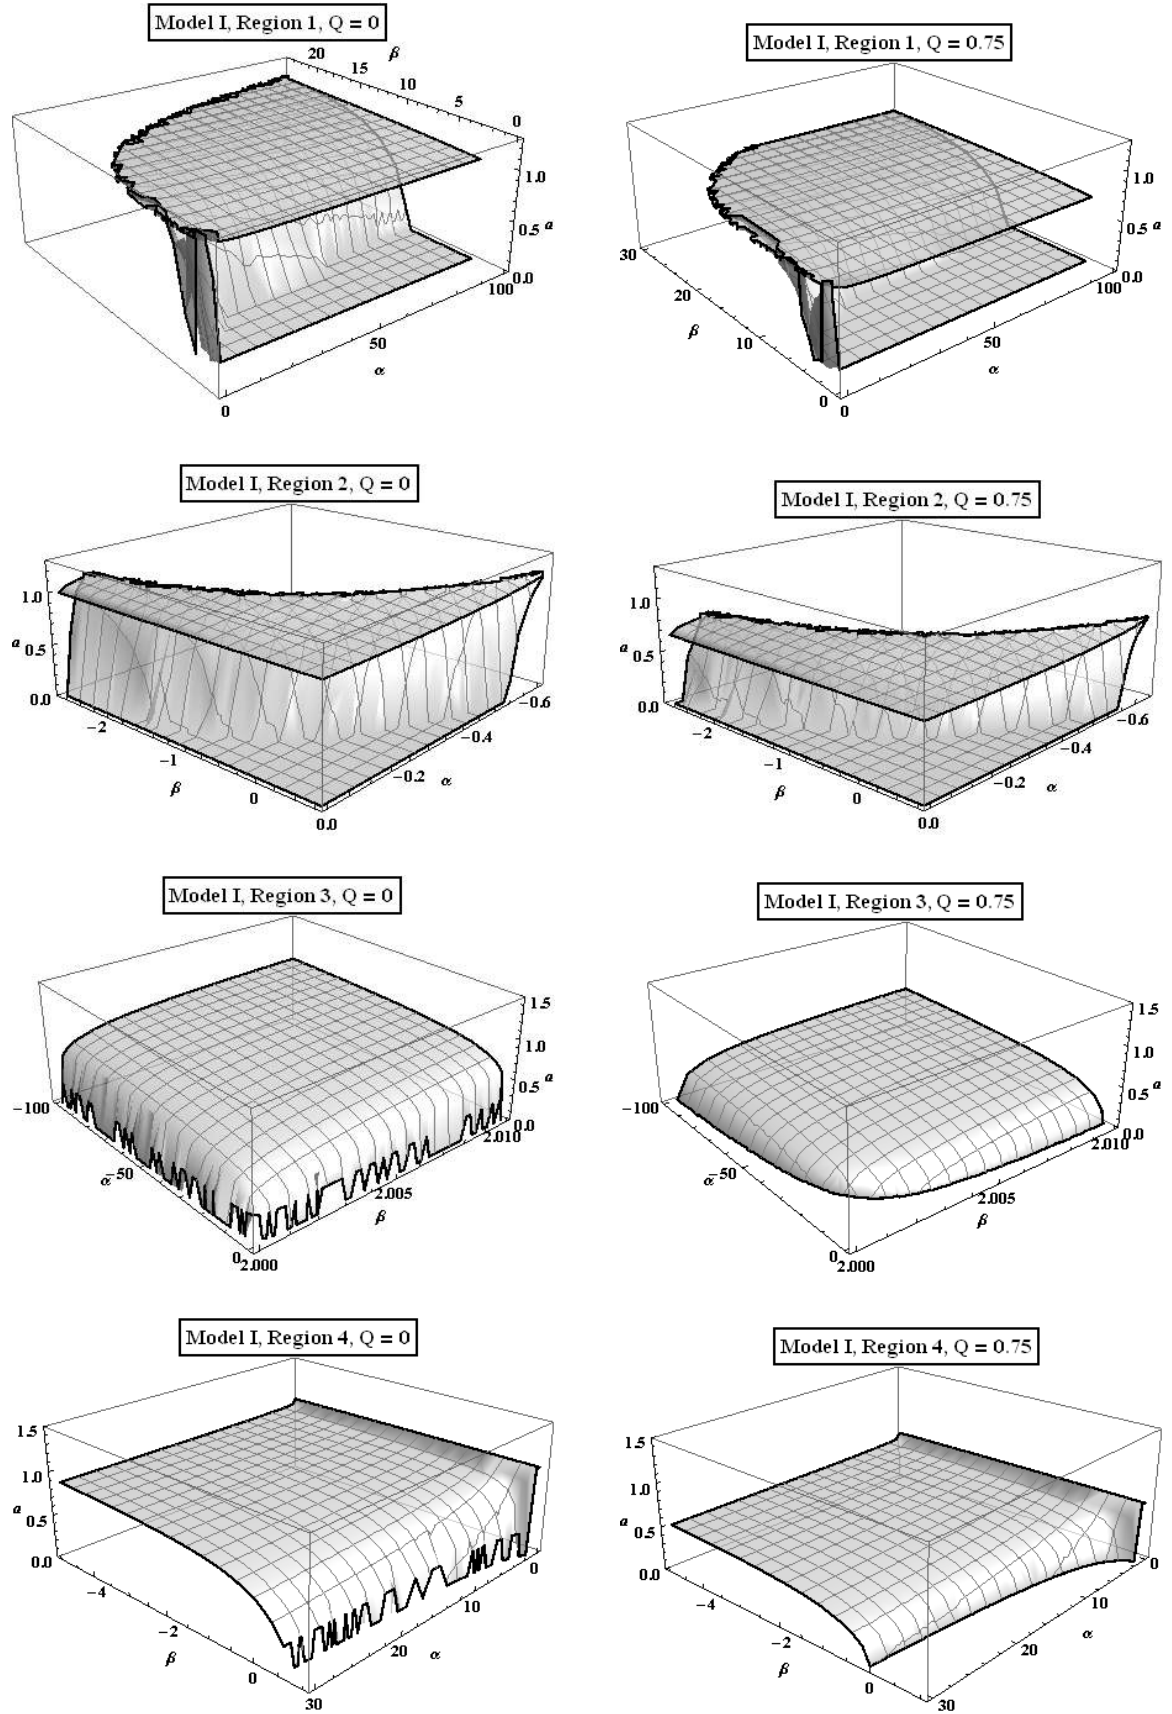 Model I, Region 1, Q = 0
20
15
β
10
5
0
1.0
0.5
a
0.0
100
50
α
0
Model I, Region 1, Q = 0.75
1.0
0.5
a
0.0
100
50
α
30
20
β
10
0
0
Model I, Region 2, Q = 0
1.0
a
0.5
0.0
−2
−1
β
0
0.0
−0.2
α
−0.4
−0.6
Model I, Region 2, Q = 0.75
1.0
a
0.5
0.0
−2
−1
β
0
0.0
−0.2
α
−0.4
−0.6
Model I, Region 3, Q = 0
1.5
1.0
a
0.5
0.0
−100
α
−50
0
2.000
2.005
β
2.010
Model I, Region 3, Q = 0.75
1.5
1.0
a
0.5
0.0
−100
α
−50
0
2.000
2.005
β
2.010
Model I, Region 4, Q = 0
1.5
1.0
a
0.5
0.0
−4
−2
β
0
30
20
α
10
0
Model I, Region 4, Q = 0.75
1.5
1.0
a
0.5
0.0
−4
−2
β
0
30
20
α
10
0